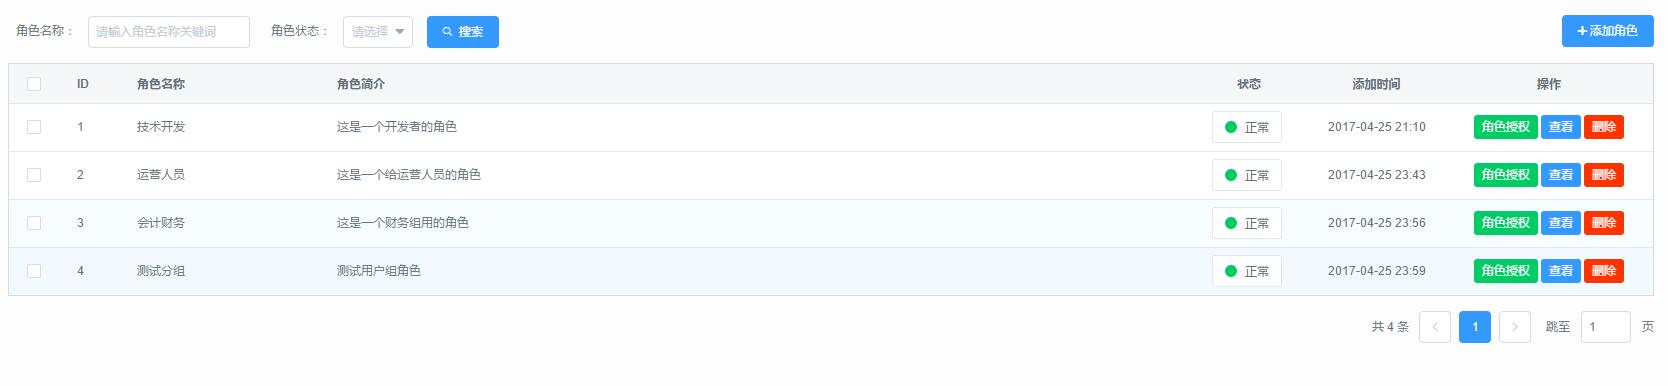 角色名称： 请输入角色名称关键词 角色状态： 请选择 搜索 添加角色
ID 角色名称 角色简介 状态 添加时间 操作
1 技术开发 这是一个开发者的角色 正常 2017-04-25 21:10 角色授权 查看 删除
2 运营人员 这是一个给运营人员的角色 正常 2017-04-25 23:43 角色授权 查看 删除
3 会计财务 这是一个财务组用的角色 正常 2017-04-25 23:56 角色授权 查看 删除
4 测试分组 测试用户组角色 正常 2017-04-25 23:59 角色授权 查看 删除
共 4 条 1 跳至 1 页